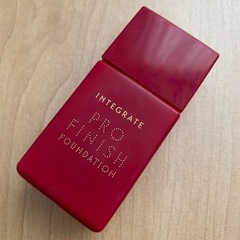 INTEGRATE
PRO
FINISH
FOUNDATION